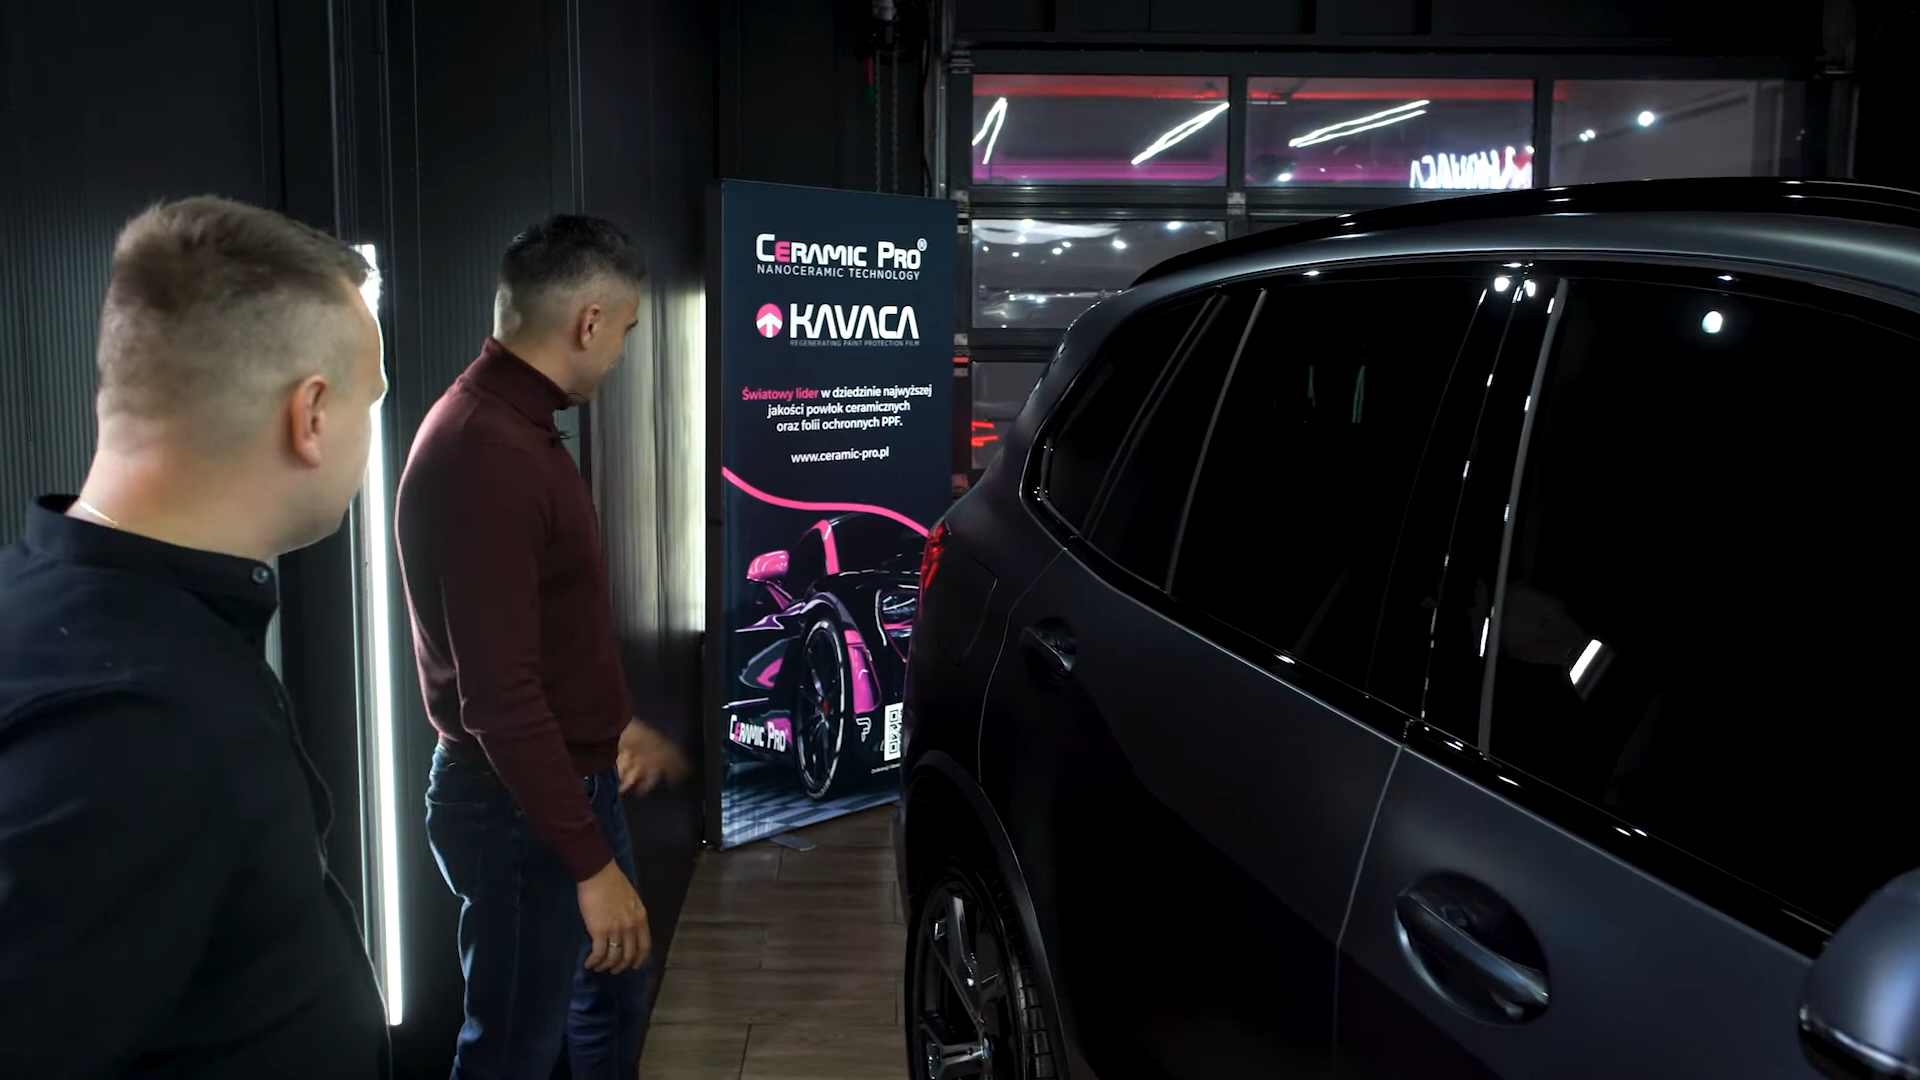 CERAMIC PRO®
NANOCERAMIC TECHNOLOGY
KAVACA
REGENERATING PAINT PROTECTION FILM
Światowy lider w dziedzinie najwyższej
jakości powłok ceramicznych
oraz folii ochronnych PPF.
www.ceramic-pro.pl
CERAMIC PRO
KAVACA